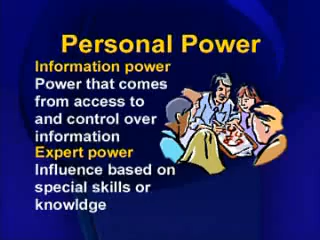 Personal Power
Information power
Power that comes
from access to
and control over
information
Expert power
Influence based on
special skills or
knowldge